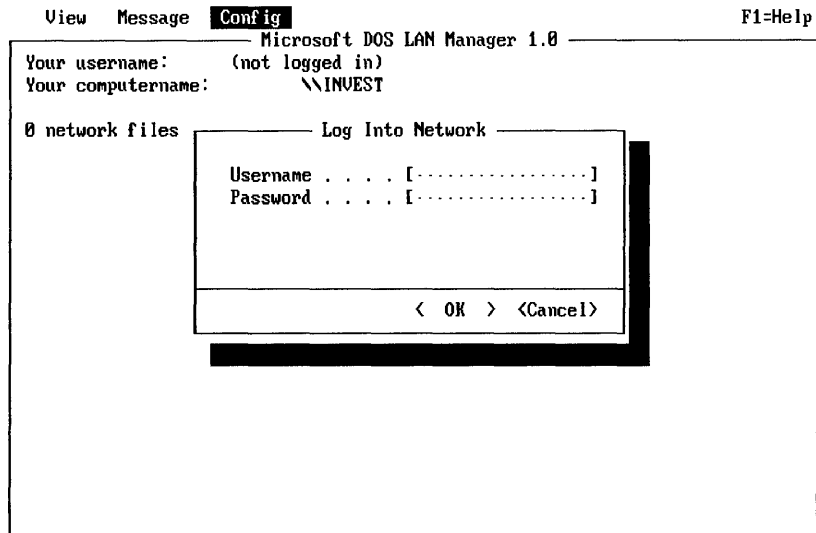 View Message Config F1=Help
Microsoft DOS LAN Manager 1.0
Your username: (not logged in)
Your computername: \\INVEST
0 network files
Log Into Network
Username . . . . [.................]
Password . . . . [.................]
< OK > <Cancel>